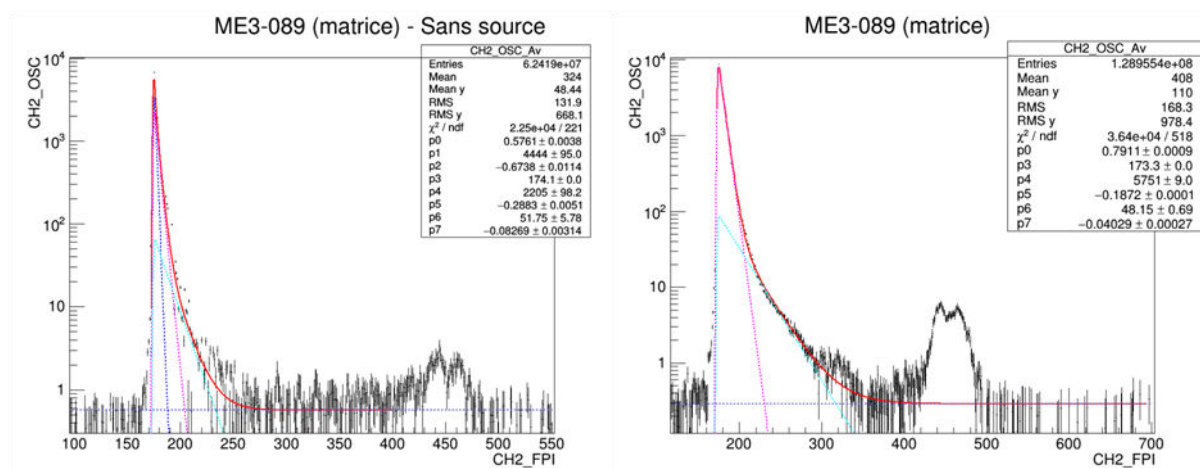 ME3-089 (matrice) - Sans source
CH2_OSC
CH2_OSC_Av
Entries 6.2419e+07
Mean 324
Mean y 48.44
RMS 131.9
RMS y 668.1
χ² / ndf 2.25e+04 / 221
p0 0.5761 ± 0.0038
p1 4444 ± 95.0
p2 −0.6738 ± 0.0114
p3 174.1 ± 0.0
p4 2205 ± 98.2
p5 −0.2883 ± 0.0051
p6 51.75 ± 5.78
p7 −0.08269 ± 0.00314
10⁴
10³
10²
10
1
100 150 200 250 300 350 400 450 500 550
CH2_FPI
ME3-089 (matrice)
CH2_OSC
CH2_OSC_Av
Entries 1.289554e+08
Mean 408
Mean y 110
RMS 168.3
RMS y 978.4
χ² / ndf 3.64e+04 / 518
p0 0.7911 ± 0.0009
p3 173.3 ± 0.0
p4 5751 ± 9.0
p5 −0.1872 ± 0.0001
p6 48.15 ± 0.69
p7 −0.04029 ± 0.00027
10⁴
10³
10²
10
1
200 300 400 500 600 700
CH2_FPI